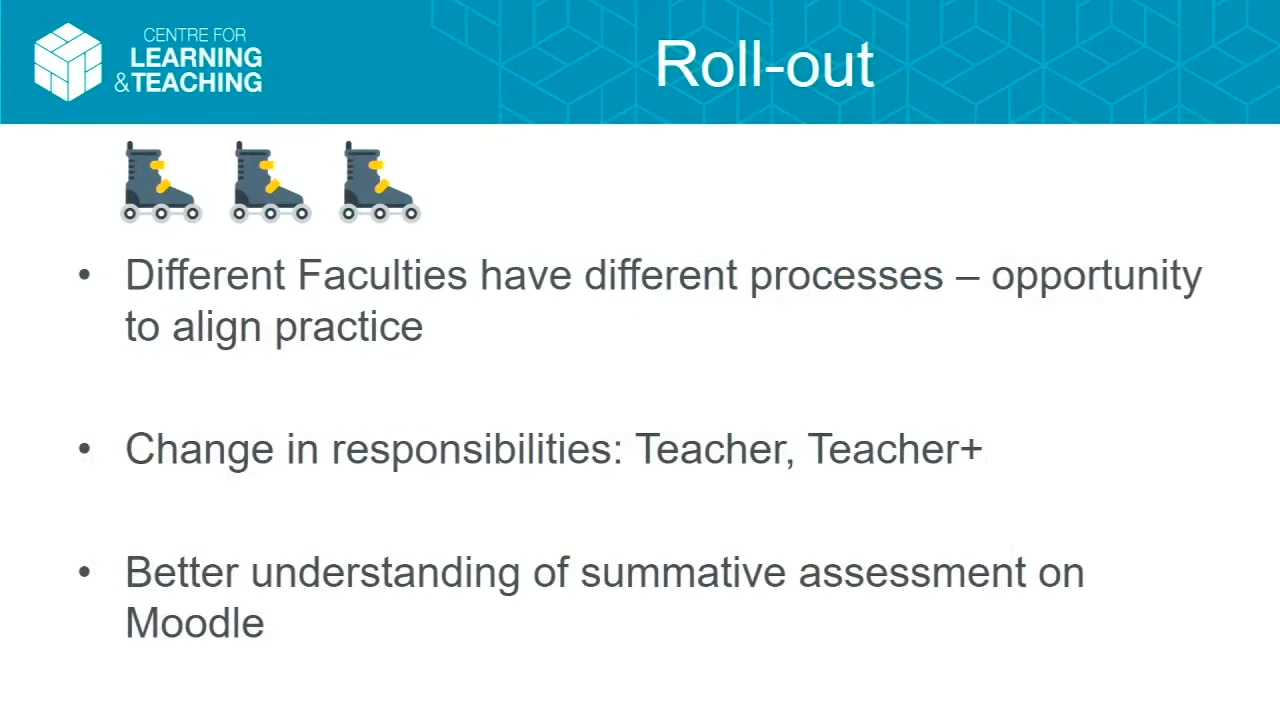 CENTRE FOR
LEARNING
&TEACHING
Roll-out
• Different Faculties have different processes – opportunity
to align practice
• Change in responsibilities: Teacher, Teacher+
• Better understanding of summative assessment on
Moodle